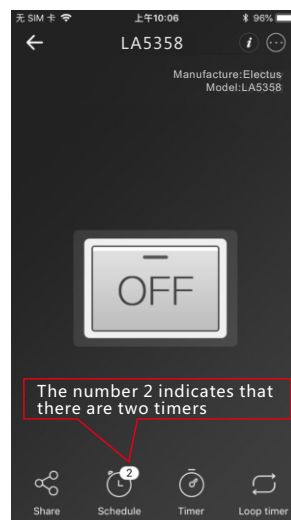 无 SIM 卡 上午10:06 96%
LA5358 i
Manufacture:Electus
Model:LA5358
OFF
The number 2 indicates that
there are two timers
2
Share Schedule Timer Loop timer